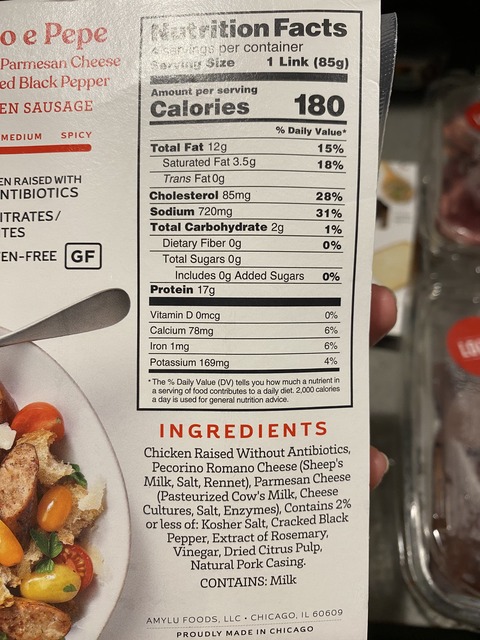 o e Pepe
Parmesan Cheese
ed Black Pepper
EN SAUSAGE
MEDIUM SPICY
EN RAISED WITH
NTIBIOTICS
ITRATES/
TES
EN-FREE GF
Nutrition Facts
servings per container
Serving Size 1 Link (85g)
Amount per serving
Calories 180
% Daily Value*
Total Fat 12g 15%
Saturated Fat 3.5g 18%
Trans Fat 0g
Cholesterol 85mg 28%
Sodium 720mg 31%
Total Carbohydrate 2g 1%
Dietary Fiber 0g 0%
Total Sugars 0g
Includes 0g Added Sugars 0%
Protein 17g
Vitamin D 0mcg 0%
Calcium 78mg 6%
Iron 1mg 6%
Potassium 169mg 4%
*The % Daily Value (DV) tells you how much a nutrient in
a serving of food contributes to a daily diet. 2,000 calories
a day is used for general nutrition advice.
INGREDIENTS
Chicken Raised Without Antibiotics,
Pecorino Romano Cheese (Sheep's
Milk, Salt, Rennet), Parmesan Cheese
(Pasteurized Cow's Milk, Cheese
Cultures, Salt, Enzymes), Contains 2%
or less of: Kosher Salt, Cracked Black
Pepper, Extract of Rosemary,
Vinegar, Dried Citrus Pulp,
Natural Pork Casing.
CONTAINS: Milk
AMYLU FOODS, LLC • CHICAGO, IL 60609
PROUDLY MADE IN CHICAGO